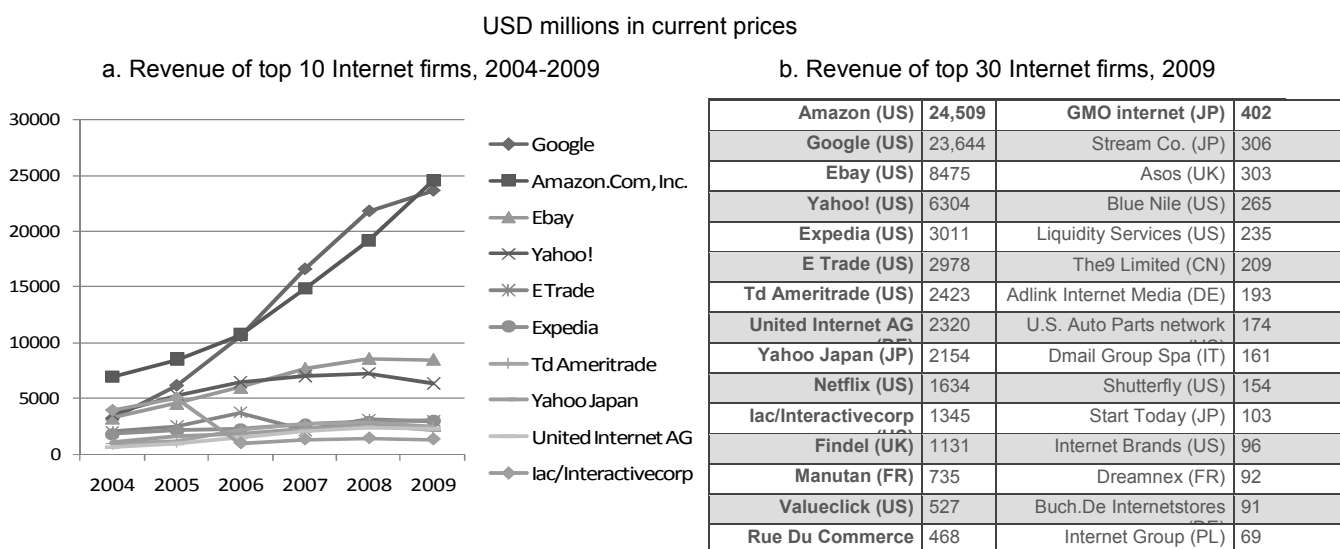 USD millions in current prices
a. Revenue of top 10 Internet firms, 2004-2009
30000
25000
20000
15000
10000
5000
0
2004 2005 2006 2007 2008 2009
Google
Amazon.Com, Inc.
Ebay
Yahoo!
E Trade
Expedia
Td Ameritrade
Yahoo Japan
United Internet AG
Iac/Interactivecorp
b. Revenue of top 30 Internet firms, 2009
Amazon (US) 24,509 GMO internet (JP) 402
Google (US) 23,644 Stream Co. (JP) 306
Ebay (US) 8475 Asos (UK) 303
Yahoo! (US) 6304 Blue Nile (US) 265
Expedia (US) 3011 Liquidity Services (US) 235
E Trade (US) 2978 The9 Limited (CN) 209
Td Ameritrade (US) 2423 Adlink Internet Media (DE) 193
United Internet AG 2320 U.S. Auto Parts network 174
Yahoo Japan (JP) 2154 Dmail Group Spa (IT) 161
Netflix (US) 1634 Shutterfly (US) 154
Iac/Interactivecorp 1345 Start Today (JP) 103
Findel (UK) 1131 Internet Brands (US) 96
Manutan (FR) 735 Dreamnex (FR) 92
Valueclick (US) 527 Buch.De Internetstores 91
Rue Du Commerce 468 Internet Group (PL) 69